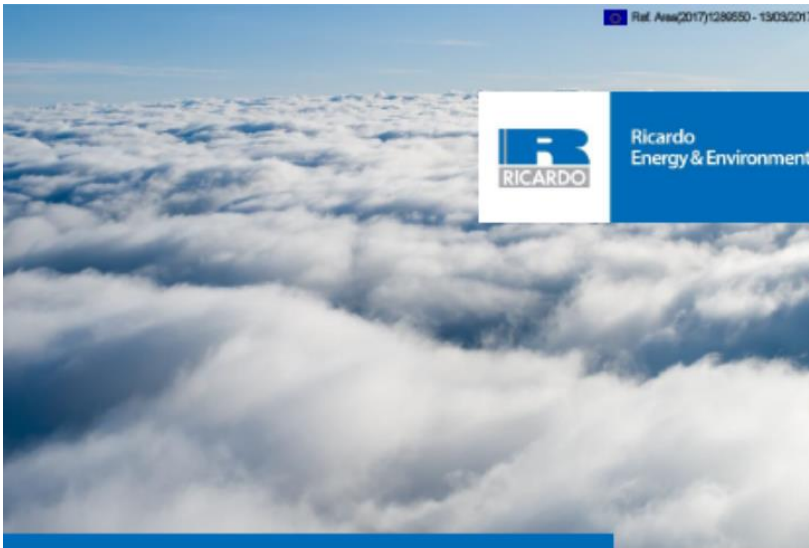 Ref. Ares(2017)1289550 - 13/03/2017
RICARDO
Ricardo
Energy & Environment